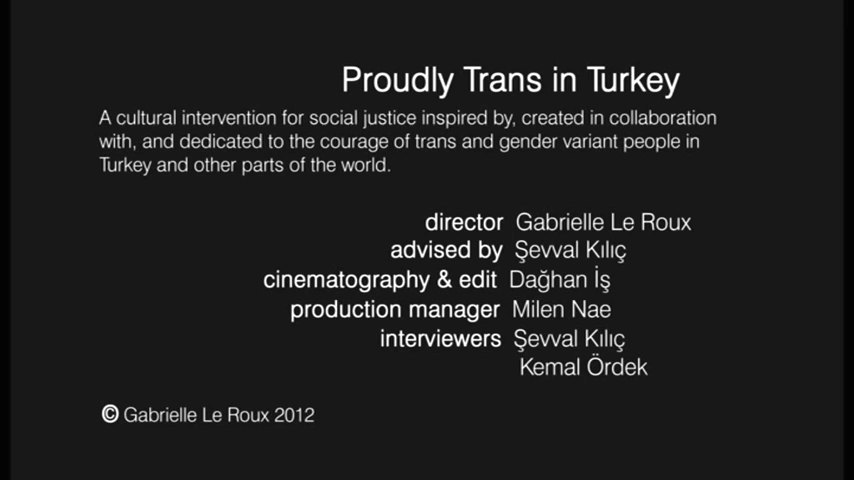 Proudly Trans in Turkey
A cultural intervention for social justice inspired by, created in collaboration
with, and dedicated to the courage of trans and gender variant people in
Turkey and other parts of the world.
director Gabrielle Le Roux
advised by Şevval Kılıç
cinematography & edit Dağhan İş
production manager Milen Nae
interviewers Şevval Kılıç
Kemal Ördek
© Gabrielle Le Roux 2012